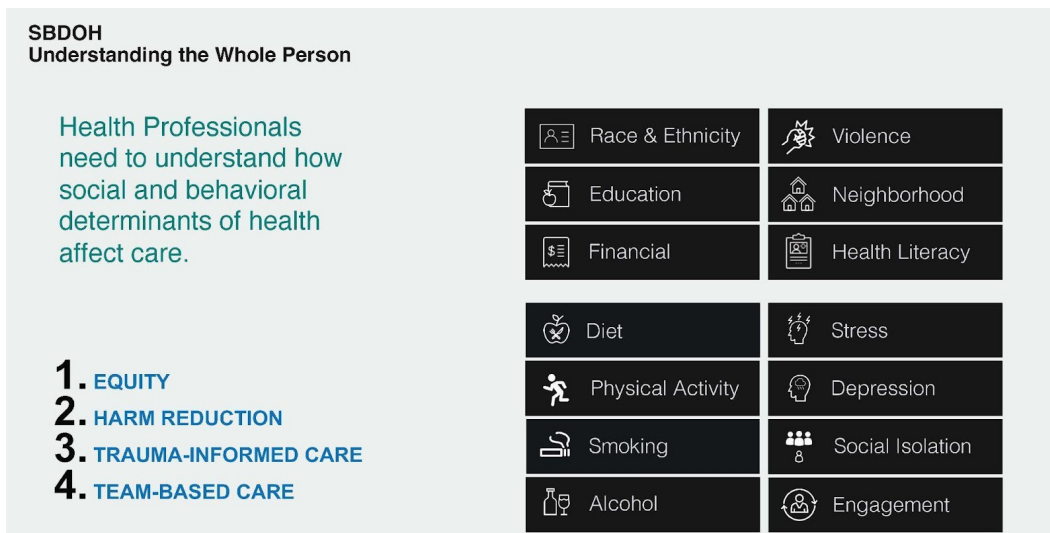 SBDOH
Understanding the Whole Person
Health Professionals
need to understand how
social and behavioral
determinants of health
affect care.
1. EQUITY
2. HARM REDUCTION
3. TRAUMA-INFORMED CARE
4. TEAM-BASED CARE
Race & Ethnicity
Violence
Education
Neighborhood
Financial
Health Literacy
Diet
Stress
Physical Activity
Depression
Smoking
Social Isolation
Alcohol
Engagement